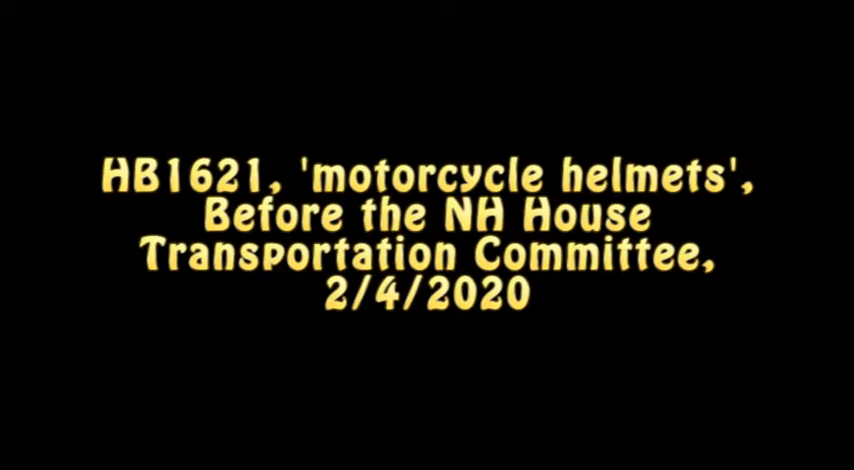 HB1621, 'motorcycle helmets',
Before the NH House
Transportation Committee,
2/4/2020